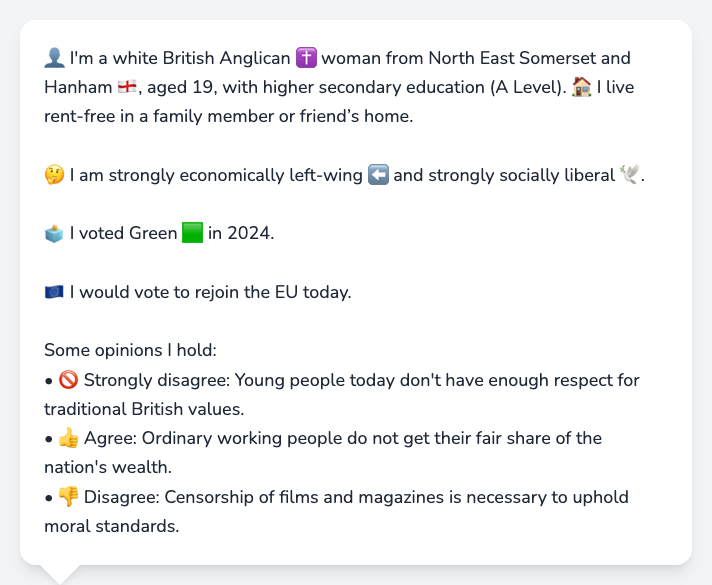 👤 I'm a white British Anglican ✝️ woman from North East Somerset and
Hanham 🏴󠁧󠁢󠁥󠁮󠁧󠁿, aged 19, with higher secondary education (A Level). 🏠 I live
rent-free in a family member or friend’s home.
🤔 I am strongly economically left-wing ⬅️ and strongly socially liberal 🕊️.
🗳️ I voted Green 🟩 in 2024.
🇪🇺 I would vote to rejoin the EU today.
Some opinions I hold:
• 🚫 Strongly disagree: Young people today don't have enough respect for
traditional British values.
• 👍 Agree: Ordinary working people do not get their fair share of the
nation's wealth.
• 👎 Disagree: Censorship of films and magazines is necessary to uphold
moral standards.